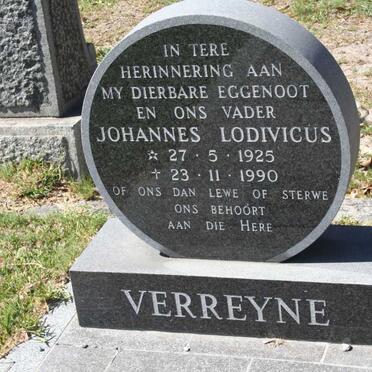 IN TERE
HERINNERING AAN
MY DIERBARE EGGENOOT
EN ONS VADER
JOHANNES LODIVICUS
☆ 27 · 5 · 1925
† 23 · 11 · 1990
OF ONS DAN LEWE OF STERWE
ONS BEHOORT
AAN DIE HERE
VERREYNE